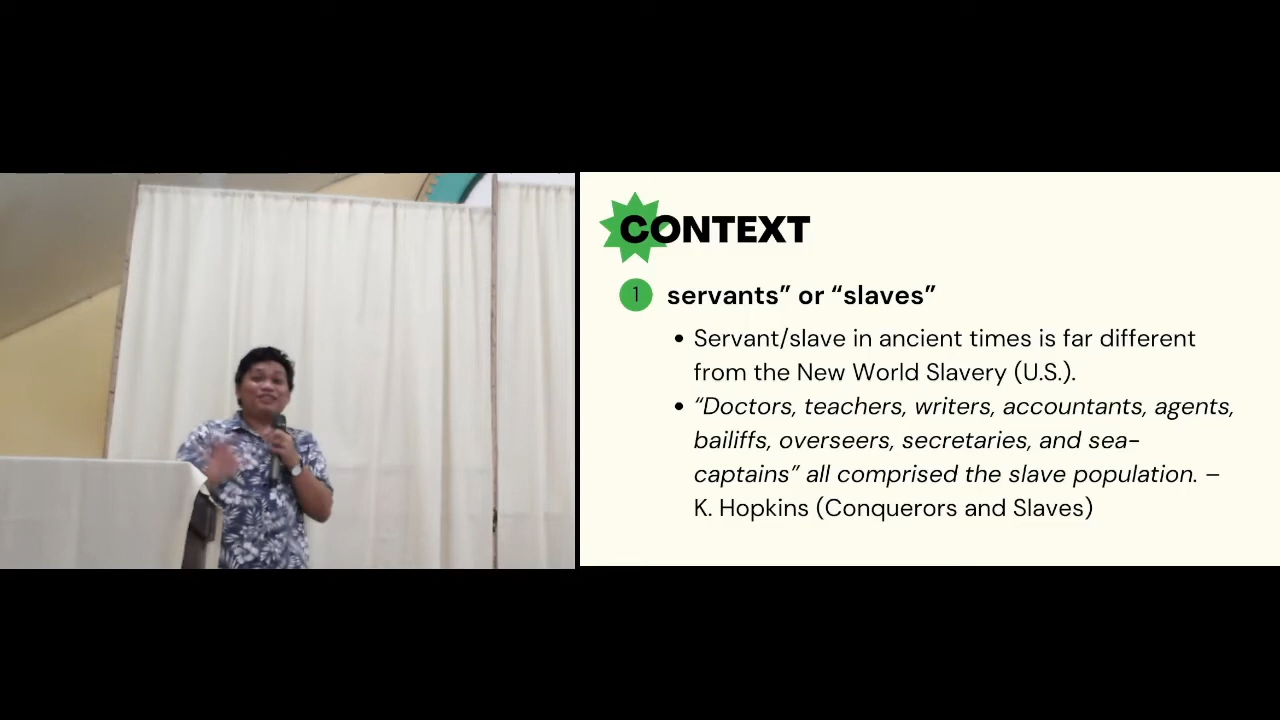 CONTEXT
1
servants” or “slaves”
• Servant/slave in ancient times is far different
from the New World Slavery (U.S.).
• “Doctors, teachers, writers, accountants, agents,
bailiffs, overseers, secretaries, and sea-
captains” all comprised the slave population. –
K. Hopkins (Conquerors and Slaves)